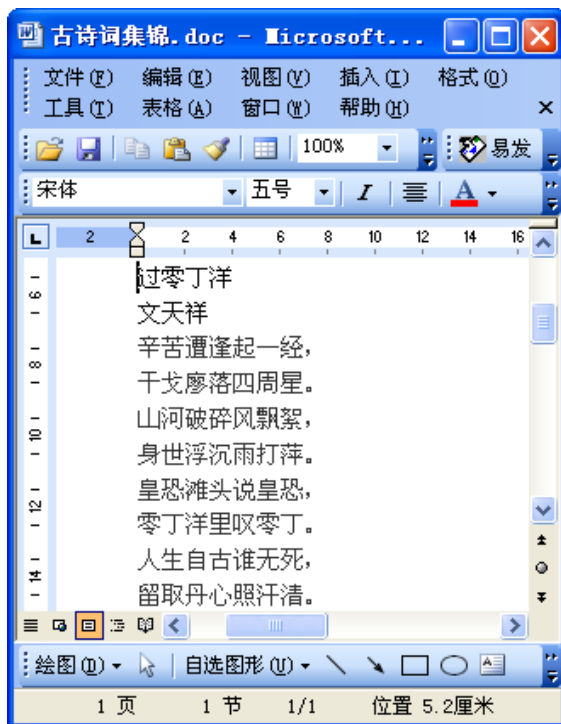 古诗词集锦.doc - Microsoft...
文件(F) 编辑(E) 视图(V) 插入(I) 格式(O)
工具(T) 表格(A) 窗口(W) 帮助(H) ×
100% 易发
宋体 五号 I A
L 2 2 4 6 8 10 12 14 16
过零丁洋
文天祥
辛苦遭逢起一经，
干戈廖落四周星。
山河破碎风飘絮，
身世浮沉雨打萍。
皇恐滩头说皇恐，
零丁洋里叹零丁。
人生自古谁无死，
留取丹心照汗清。
6
8
10
12
14
绘图(D) 自选图形(U)
1 页 1 节 1/1 位置 5.2厘米